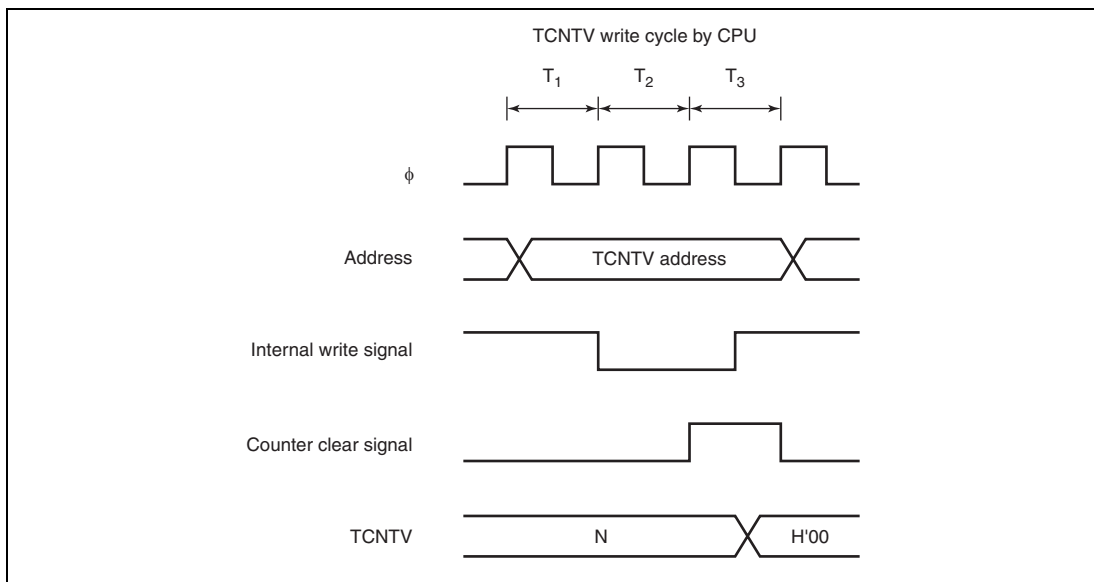 TCNTV write cycle by CPU
T1 T2 T3
ϕ
Address TCNTV address
Internal write signal
Counter clear signal
TCNTV N H'00